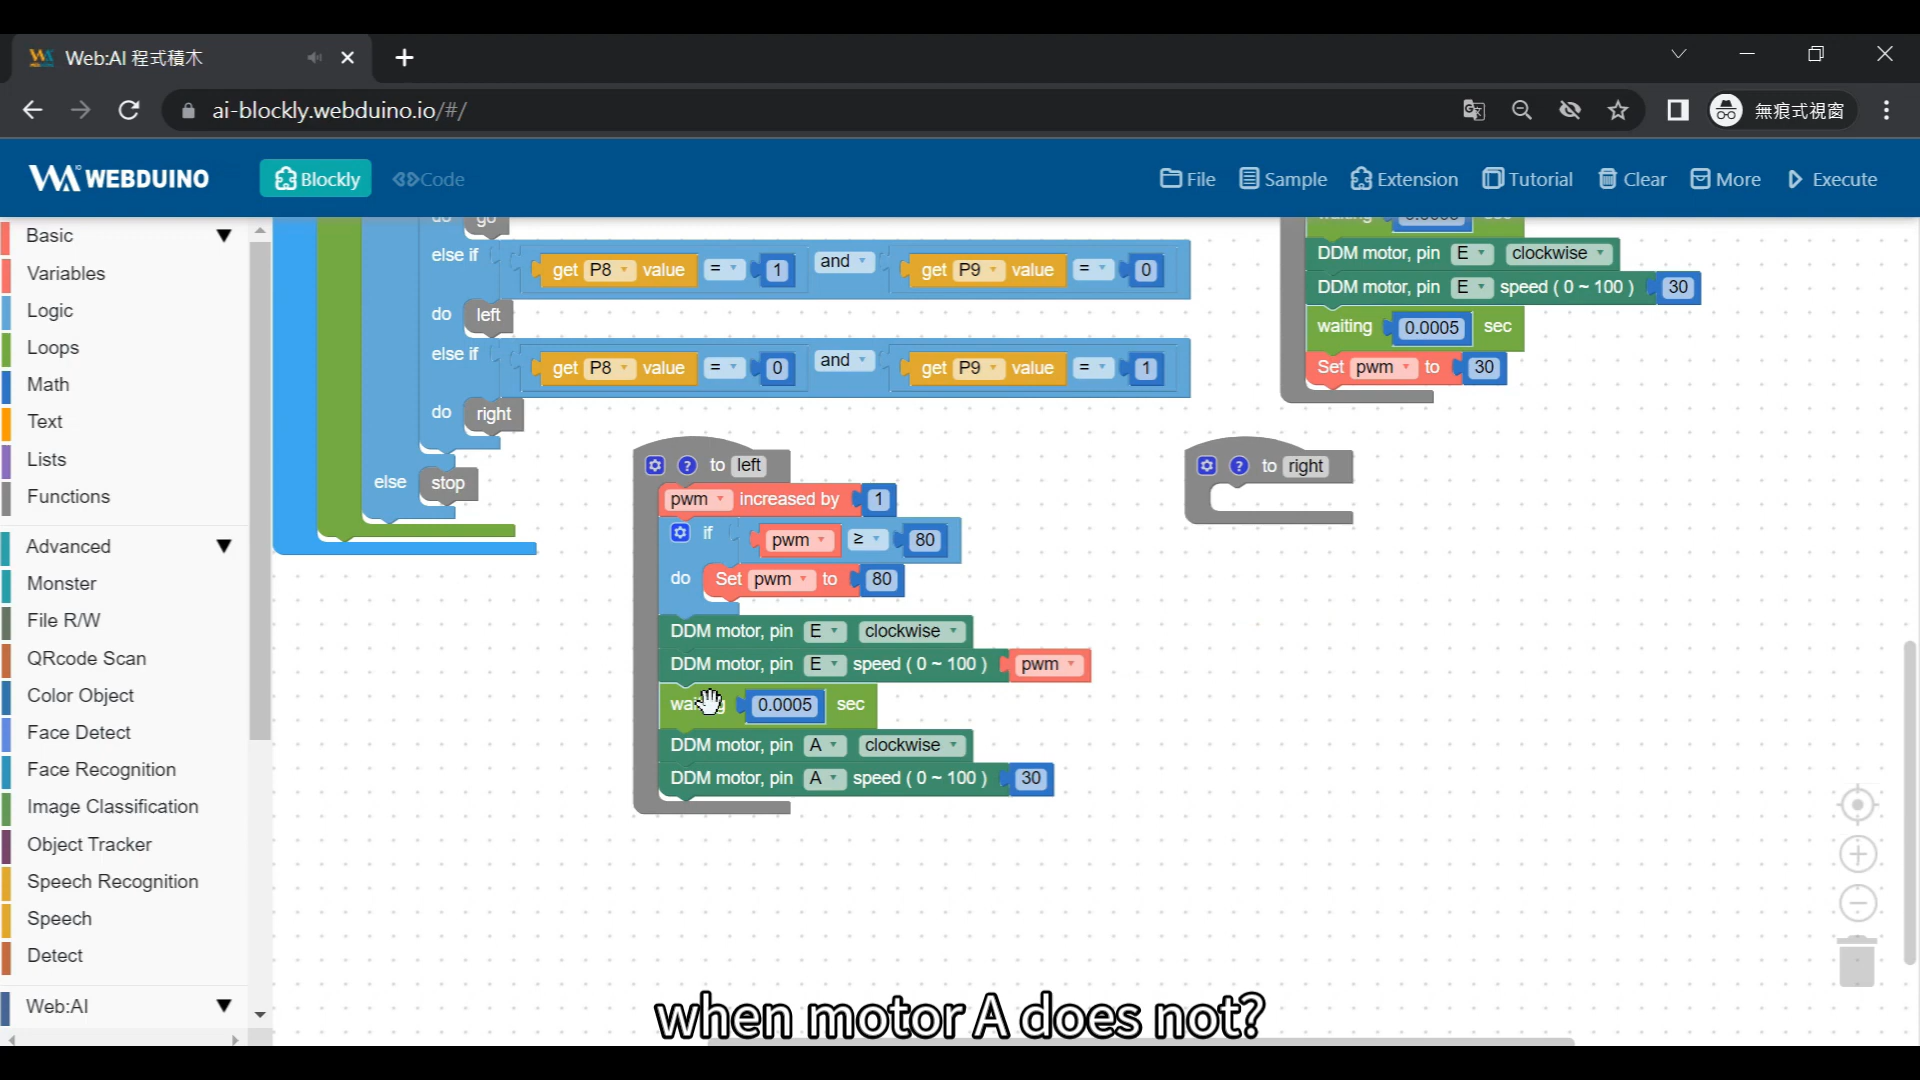 Web:AI 程式積木
ai-blockly.webduino.io/#/
無痕式視窗
WEBDUINO
Blockly
Code
File
Sample
Extension
Tutorial
Clear
More
Execute
Basic
Variables
Logic
Loops
Math
Text
Lists
Functions
Advanced
Monster
File R/W
QRcode Scan
Color Object
Face Detect
Face Recognition
Image Classification
Object Tracker
Speech Recognition
Speech
Detect
Web:AI
do go
else if get P8 value = 1 and get P9 value = 0
do left
else if get P8 value = 0 and get P9 value = 1
do right
else stop
? to left
pwm increased by 1
if pwm ≥ 80
do Set pwm to 80
DDM motor, pin E clockwise
DDM motor, pin E speed ( 0 ~ 100 ) pwm
waiting 0.0005 sec
DDM motor, pin A clockwise
DDM motor, pin A speed ( 0 ~ 100 ) 30
waiting 0.0005 sec
DDM motor, pin E clockwise
DDM motor, pin E speed ( 0 ~ 100 ) 30
waiting 0.0005 sec
Set pwm to 30
? to right
when motor A does not?